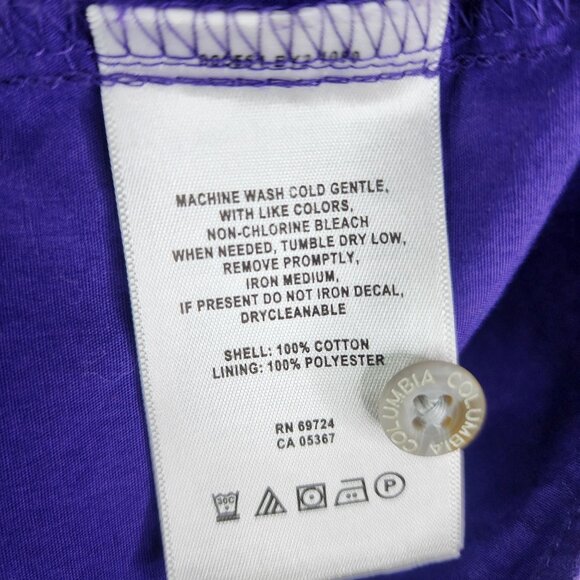 MACHINE WASH COLD GENTLE,
WITH LIKE COLORS,
NON-CHLORINE BLEACH
WHEN NEEDED, TUMBLE DRY LOW,
REMOVE PROMPTLY,
IRON MEDIUM,
IF PRESENT DO NOT IRON DECAL,
DRYCLEANABLE
SHELL: 100% COTTON
LINING: 100% POLYESTER
COLUMBIA COLUMBIA
RN 69724
CA 05367
30C P